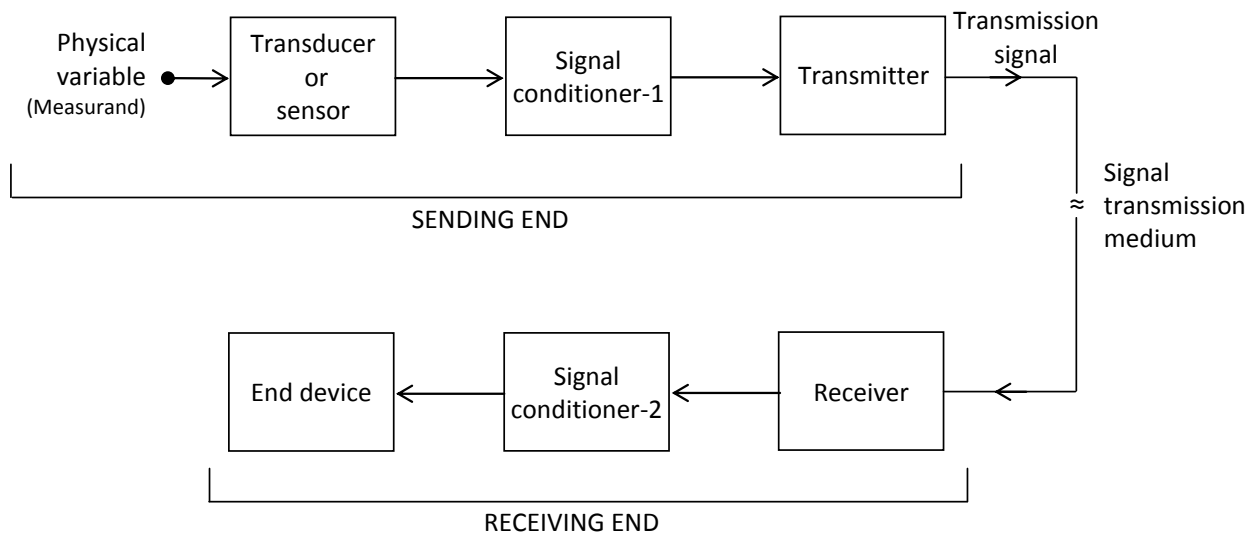 Physical
variable
(Measurand)
Transducer
or
sensor
Signal
conditioner-1
Transmitter
Transmission
signal
SENDING END
Signal
transmission
medium
≈
End device
Signal
conditioner-2
Receiver
RECEIVING END